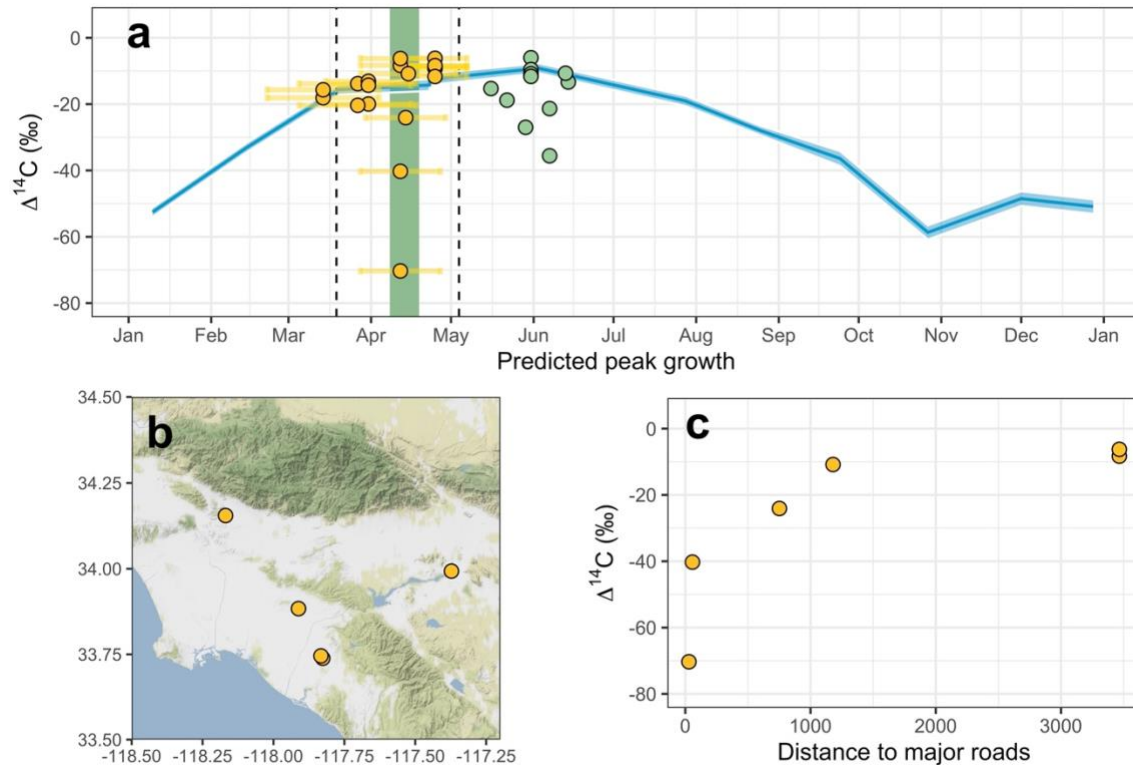 a
0
-20
-40
-60
-80
Δ¹⁴C (‰)
Jan Feb Mar Apr May Jun Jul Aug Sep Oct Nov Dec Jan
Predicted peak growth
b
34.50
34.25
34.00
33.75
33.50
-118.50 -118.25 -118.00 -117.75 -117.50 -117.25
c
0
-20
-40
-60
-80
Δ¹⁴C (‰)
0 1000 2000 3000
Distance to major roads